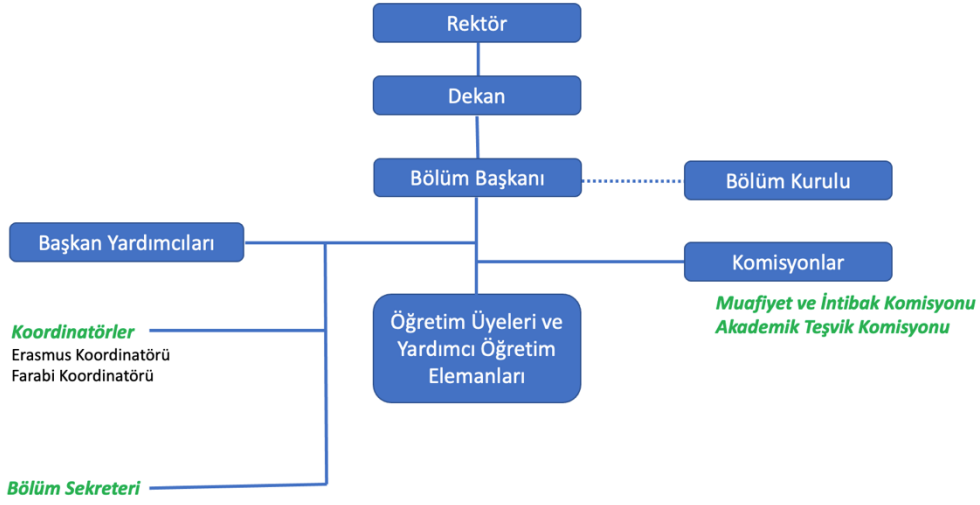 Rektör
Dekan
Bölüm Başkanı
Bölüm Kurulu
Başkan Yardımcıları
Komisyonlar
Muafiyet ve İntibak Komisyonu
Akademik Teşvik Komisyonu
Öğretim Üyeleri ve
Yardımcı Öğretim
Elemanları
Koordinatörler
Erasmus Koordinatörü
Farabi Koordinatörü
Bölüm Sekreteri